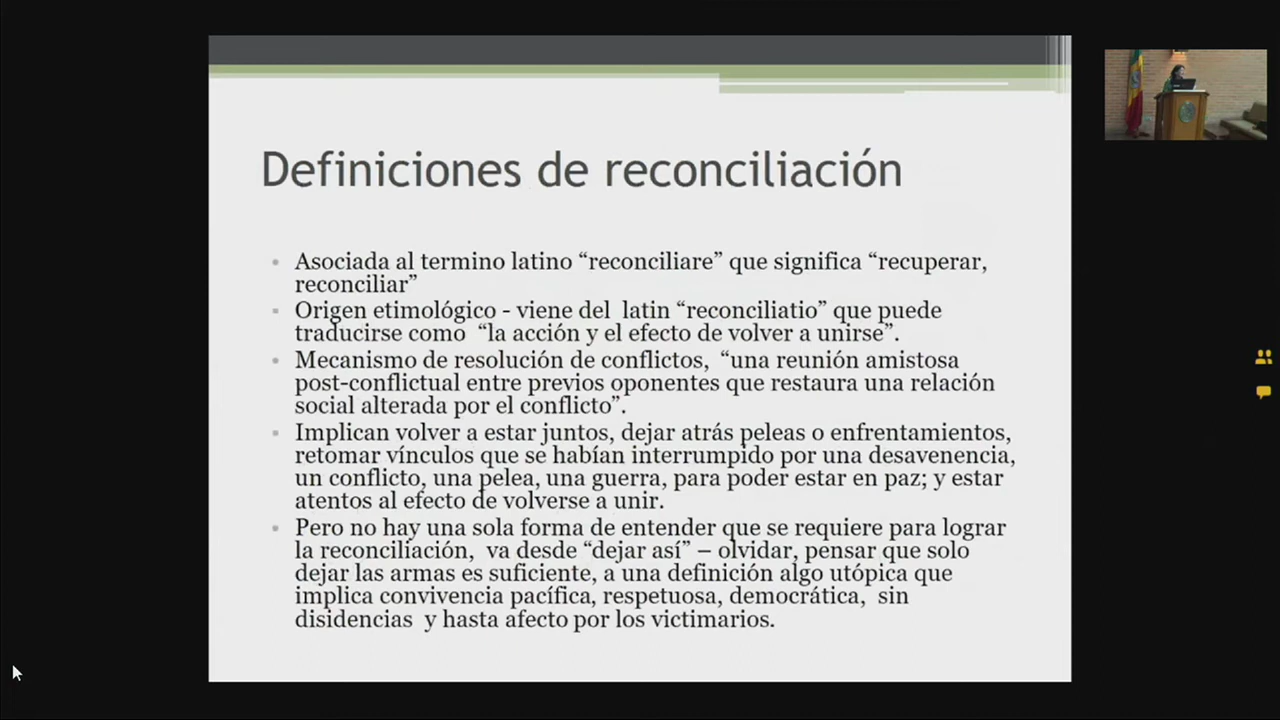 Definiciones de reconciliación
• Asociada al termino latino “reconciliare” que significa “recuperar,
reconciliar”
▪ Origen etimológico - viene del  latin “reconciliatio” que puede
traducirse como  “la acción y el efecto de volver a unirse”.
• Mecanismo de resolución de conflictos,  “una reunión amistosa
post-conflictual entre previos oponentes que restaura una relación
social alterada por el conflicto”.
▪ Implican volver a estar juntos, dejar atrás peleas o enfrentamientos,
retomar vínculos que se habían interrumpido por una desavenencia,
un conflicto, una pelea, una guerra, para poder estar en paz; y estar
atentos al efecto de volverse a unir.
• Pero no hay una sola forma de entender que se requiere para lograr
la reconciliación,  va desde “dejar así” – olvidar, pensar que solo
dejar las armas es suficiente, a una definición algo utópica que
implica convivencia pacífica, respetuosa, democrática,  sin
disidencias  y hasta afecto por los victimarios.